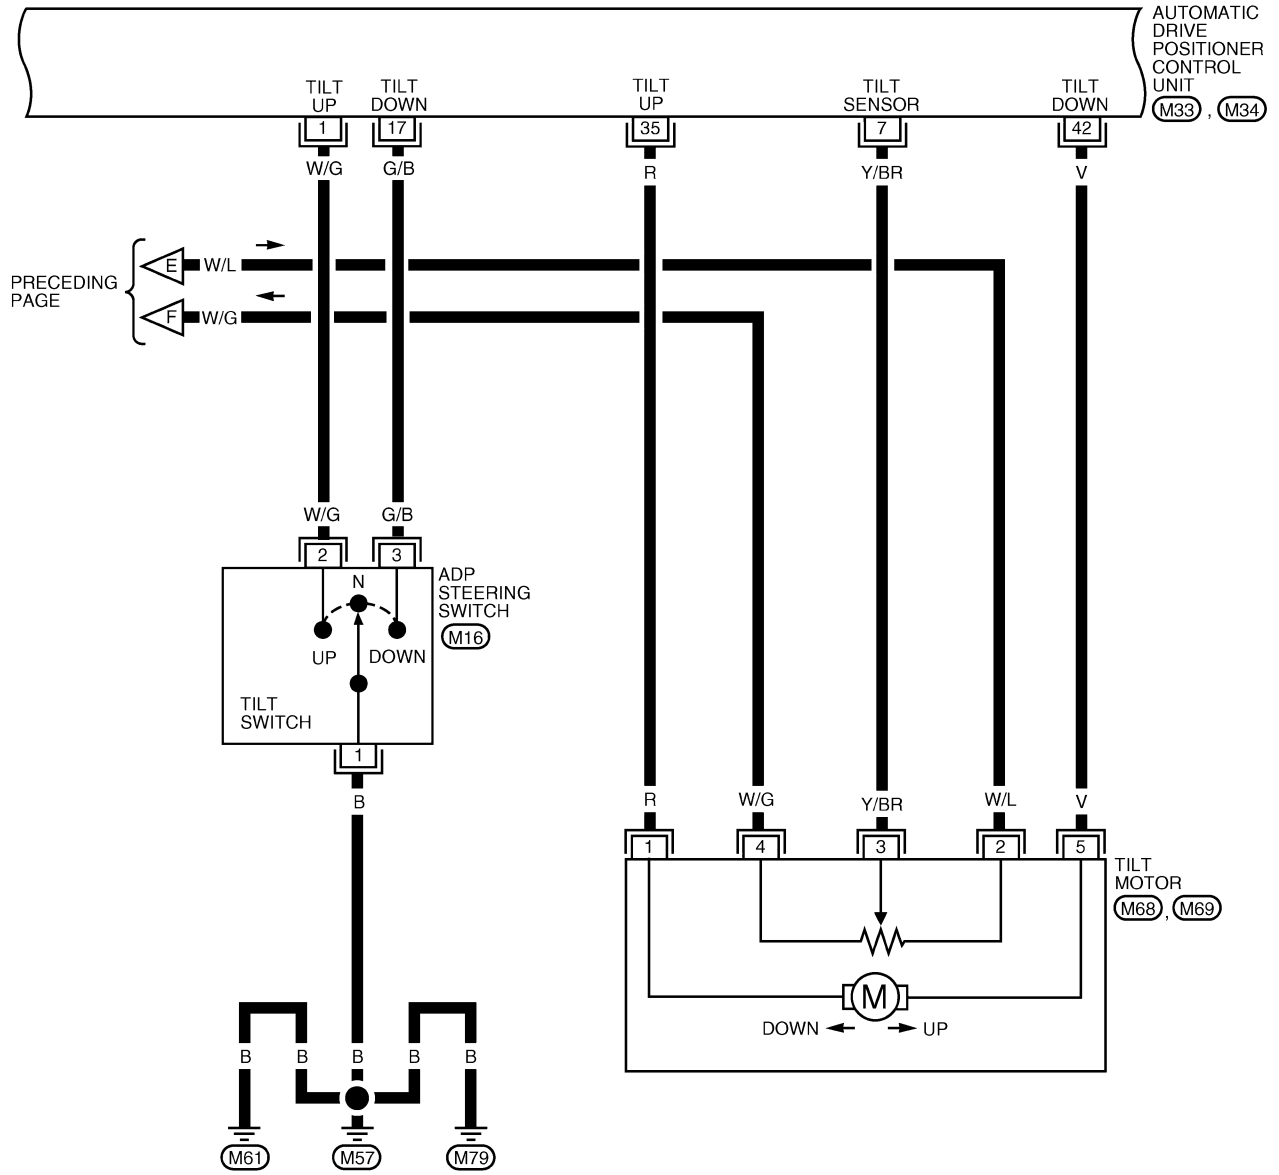 AUTOMATIC
DRIVE
POSITIONER
CONTROL
UNIT
M33 , M34
TILT
UP
TILT
DOWN
TILT
UP
TILT
SENSOR
TILT
DOWN
1
17
35
7
42
W/G
G/B
R
Y/BR
V
PRECEDING
PAGE
E
W/L
F
W/G
W/G
G/B
2
3
ADP
STEERING
SWITCH
M16
N
UP
DOWN
TILT
SWITCH
1
B
R
W/G
Y/BR
W/L
V
1
4
3
2
5
TILT
MOTOR
M68 , M69
M
DOWN
UP
B
B
B
B
B
M61
M57
M79